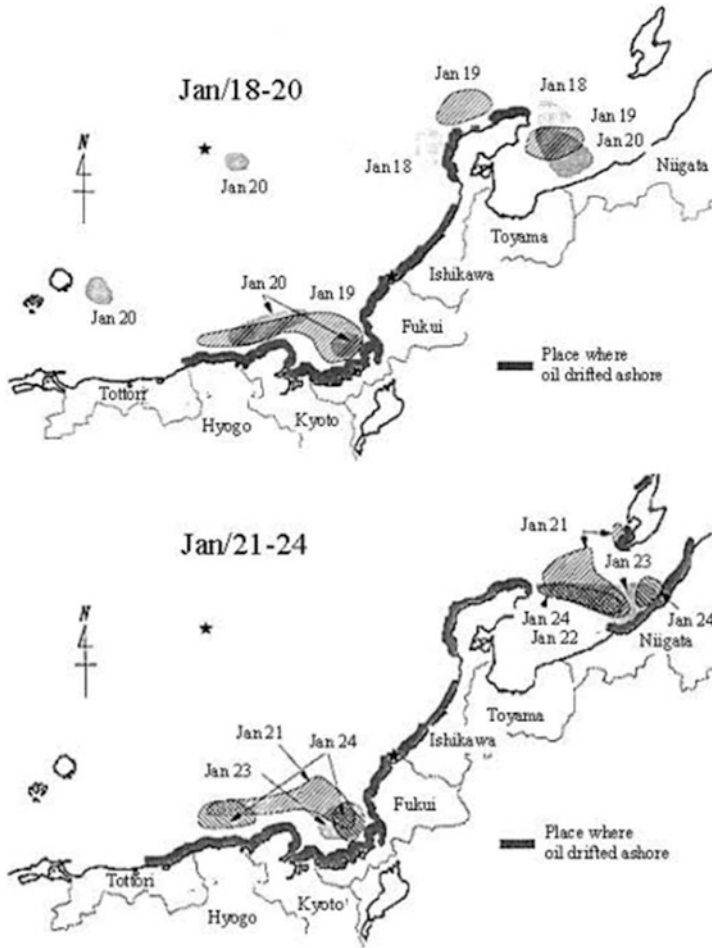 Jan/18-20
Jan 19
Jan 18
Jan 19
Jan 20
Jan 18
Niigata
N
Jan 20
Toyama
Ishikawa
Jan 20
Jan 20
Jan 19
Fukui
Place where
oil drifted ashore
Tottori
Hyogo
Kyoto
Jan/21-24
Jan 21
Jan 23
N
Jan 24
Jan 22
Jan 24
Niigata
Toyama
Jan 21
Jan 24
Ishikawa
Jan 23
Fukui
Place where
oil drifted ashore
Tottori
Hyogo
Kyoto